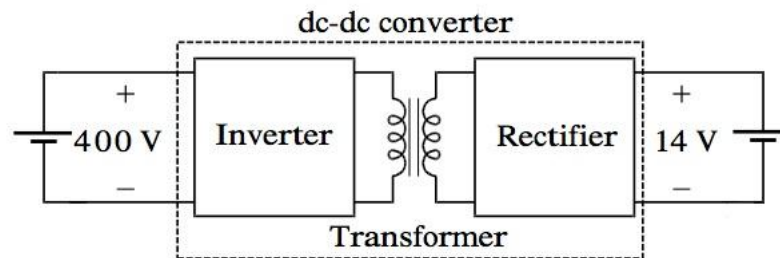 dc-dc converter
+ +
400 V Inverter Rectifier 14 V
− −
Transformer